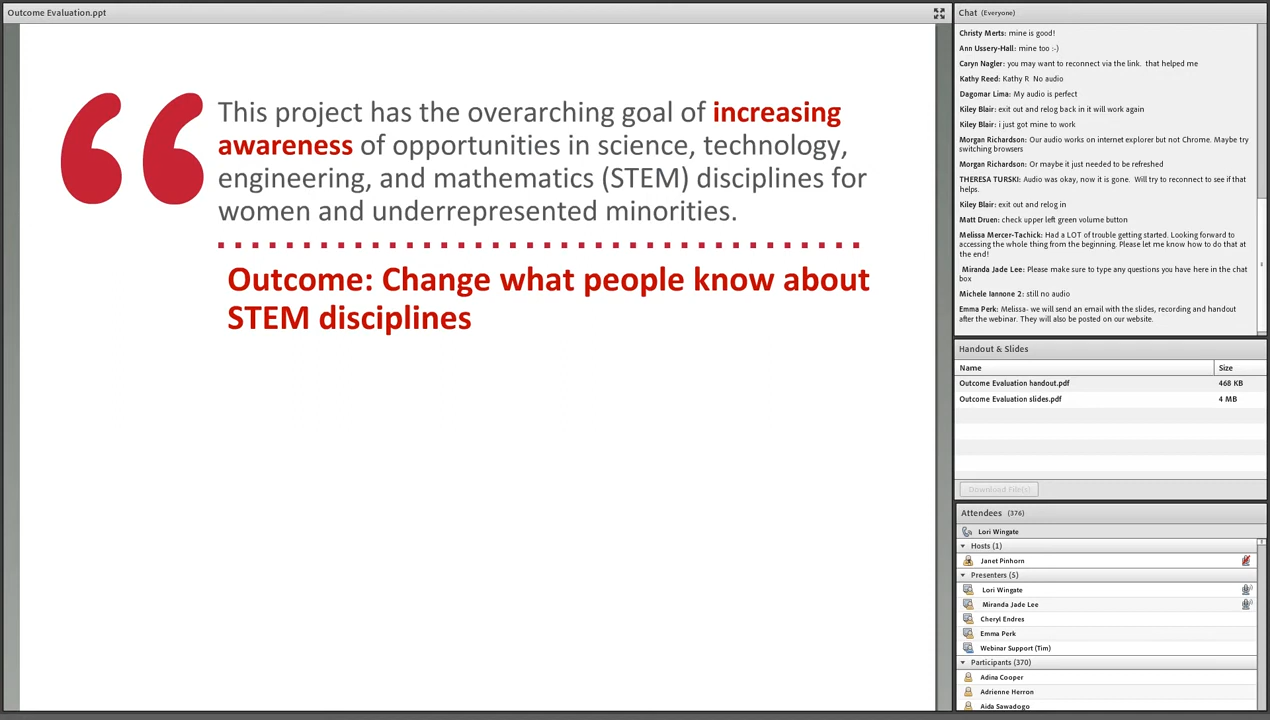 Outcome Evaluation.ppt
This project has the overarching goal of increasing
awareness of opportunities in science, technology,
engineering, and mathematics (STEM) disciplines for
women and underrepresented minorities.
Outcome: Change what people know about
STEM disciplines
Chat (Everyone)
Christy Merts: mine is good!
Ann Ussery-Hall: mine too :-)
Caryn Nagler: you may want to reconnect via the link. that helped me
Kathy Reed: Kathy R No audio
Dagomar Lima: My audio is perfect
Kiley Blair: exit out and relog back in it will work again
Kiley Blair: i just got mine to work
Morgan Richardson: Our audio works on internet explorer but not Chrome. Maybe try
switching browsers
Morgan Richardson: Or maybe it just needed to be refreshed
THERESA TURSKI: Audio was okay, now it is gone. Will try to reconnect to see if that
helps.
Kiley Blair: exit out and relog in
Matt Druen: check upper left green volume button
Melissa Mercer-Tachick: Had a LOT of trouble getting started. Looking forward to
accessing the whole thing from the beginning. Please let me know how to do that at
the end!
Miranda Jade Lee: Please make sure to type any questions you have here in the chat
box
Michele Iannone 2: still no audio
Emma Perk: Melissa- we will send an email with the slides, recording and handout
after the webinar. They will also be posted on our website.
Handout & Slides
Name Size
Outcome Evaluation handout.pdf 468 KB
Outcome Evaluation slides.pdf 4 MB
Download File(s)
Attendees (376)
Lori Wingate
Hosts (1)
Janet Pinhorn
Presenters (5)
Lori Wingate
Miranda Jade Lee
Cheryl Endres
Emma Perk
Webinar Support (Tim)
Participants (370)
Adina Cooper
Adrienne Herron
Aida Sawadogo